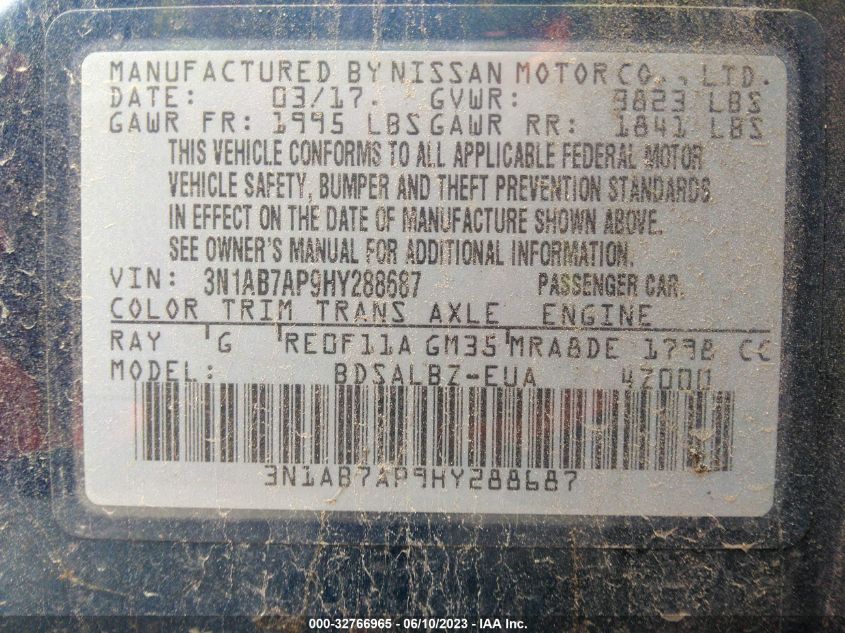 MANUFACTURED BY NISSAN MOTOR CO., LTD.
DATE: 03/17. GVWR: 3823 LBS
GAWR FR: 1995 LBS GAWR RR: 1841 LBS
THIS VEHICLE CONFORMS TO ALL APPLICABLE FEDERAL MOTOR
VEHICLE SAFETY, BUMPER AND THEFT PREVENTION STANDARDS
IN EFFECT ON THE DATE OF MANUFACTURE SHOWN ABOVE.
SEE OWNER'S MANUAL FOR ADDITIONAL INFORMATION.
VIN: 3N1AB7AP9HY288687 PASSENGER CAR.
COLOR TRIM TRANS AXLE ENGINE
RAY G RE0F11A GM35 MRA8DE 1798 CC
MODEL: BDSALBZ-EUA 42000
3N1AB7AP9HY288687
000-32766965 - 06/10/2023 - IAA Inc.